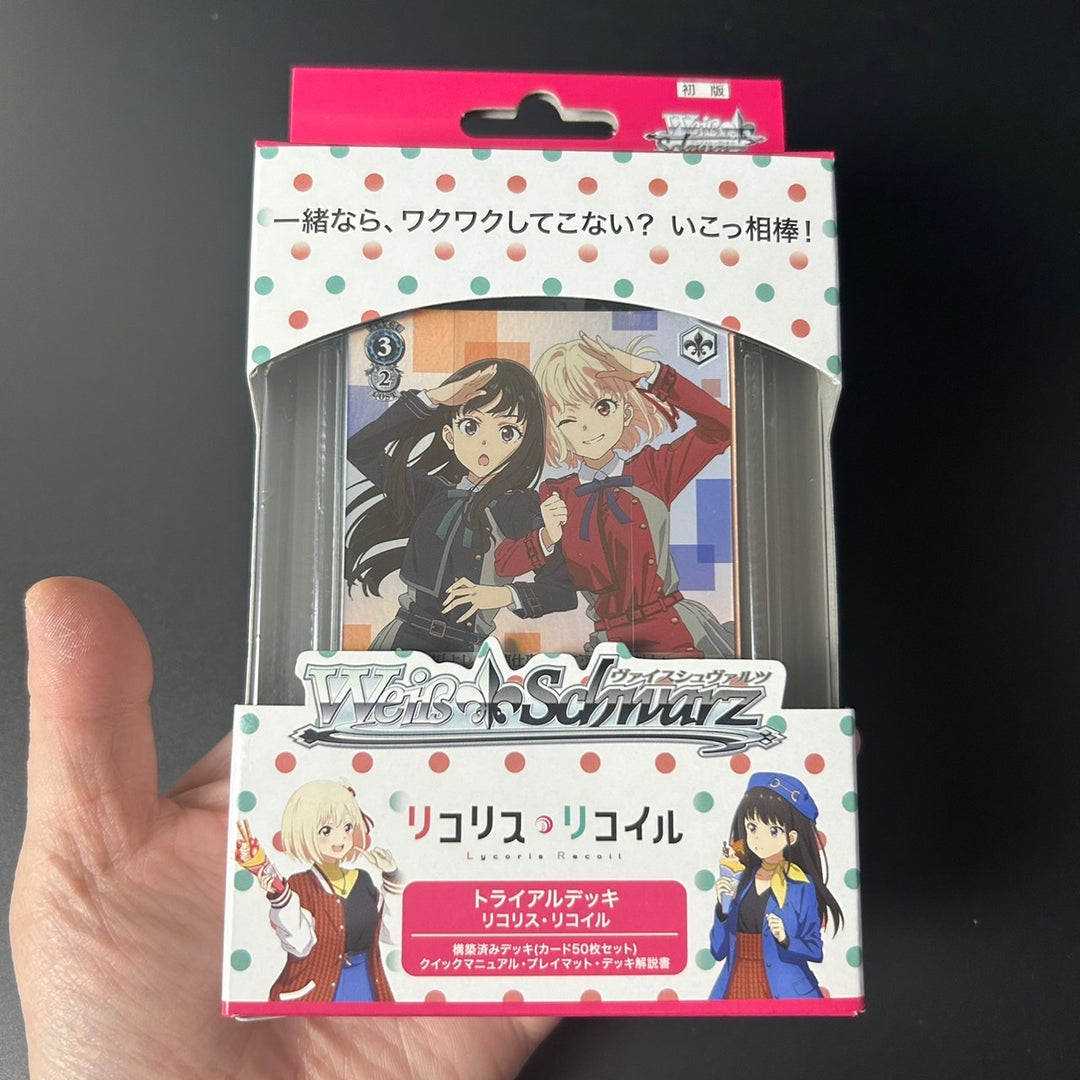 初 版
Weiß Schwarz
一緒なら、ワクワクしてこない? いこっ相棒!
3
2
ヴァイスシュヴァルツ
Weiß Schwarz
リコリス・リコイル
Lycoris Recoil
トライアルデッキ
リコリス・リコイル
構築済みデッキ(カード50枚セット)
クイックマニュアル・プレイマット・デッキ解説書